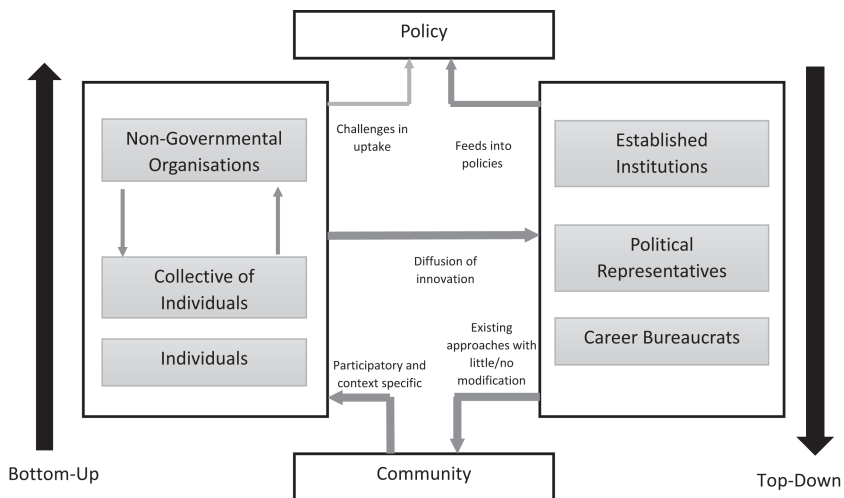 Policy
Non-Governmental
Organisations
Collective of
Individuals
Individuals
Challenges in
uptake
Feeds into
policies
Diffusion of
innovation
Participatory and
context specific
Existing
approaches with
little/no
modification
Established
Institutions
Political
Representatives
Career Bureaucrats
Bottom-Up
Community
Top-Down